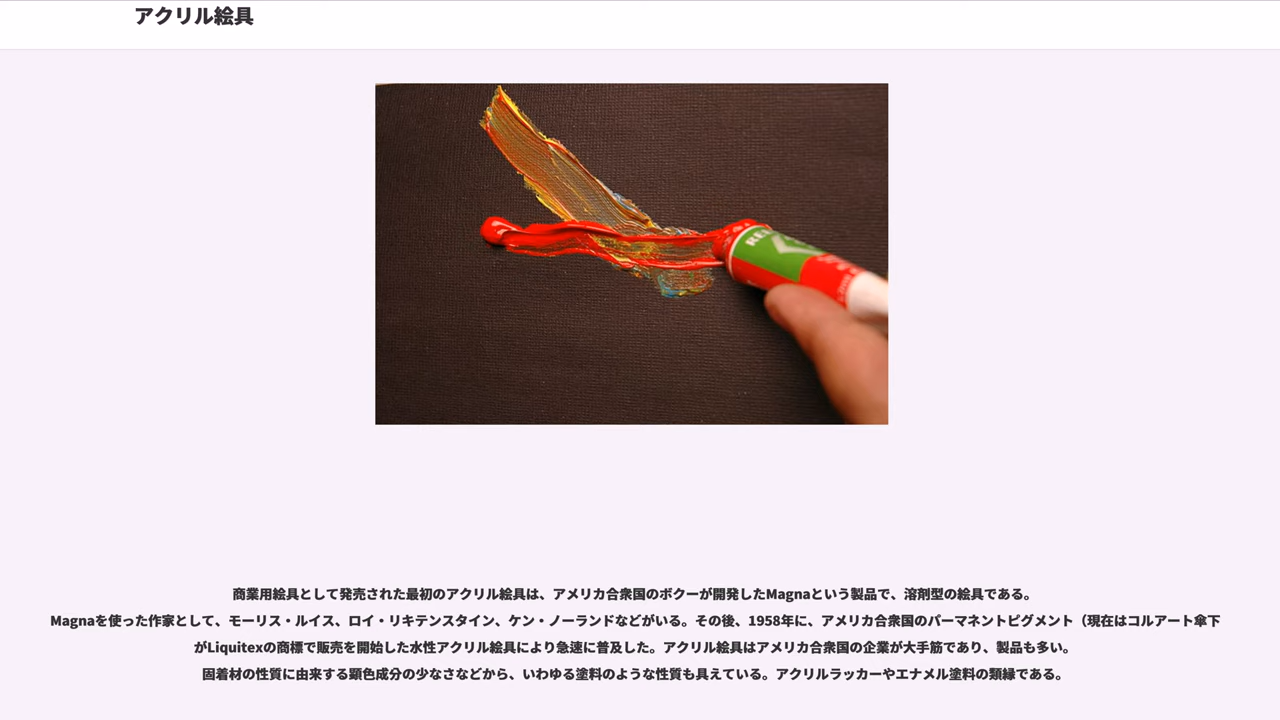 アクリル絵具
商業用絵具として発売された最初のアクリル絵具は、アメリカ合衆国のボクーが開発したMagnaという製品で、溶剤型の絵具である。
Magnaを使った作家として、モーリス・ルイス、ロイ・リキテンスタイン、ケン・ノーランドなどがいる。その後、1958年に、アメリカ合衆国のパーマネントピグメント（現在はコルアート傘下
がLiquitexの商標で販売を開始した水性アクリル絵具により急速に普及した。アクリル絵具はアメリカ合衆国の企業が大手筋であり、製品も多い。
固着材の性質に由来する顕色成分の少なさなどから、いわゆる塗料のような性質も具えている。アクリルラッカーやエナメル塗料の類縁である。